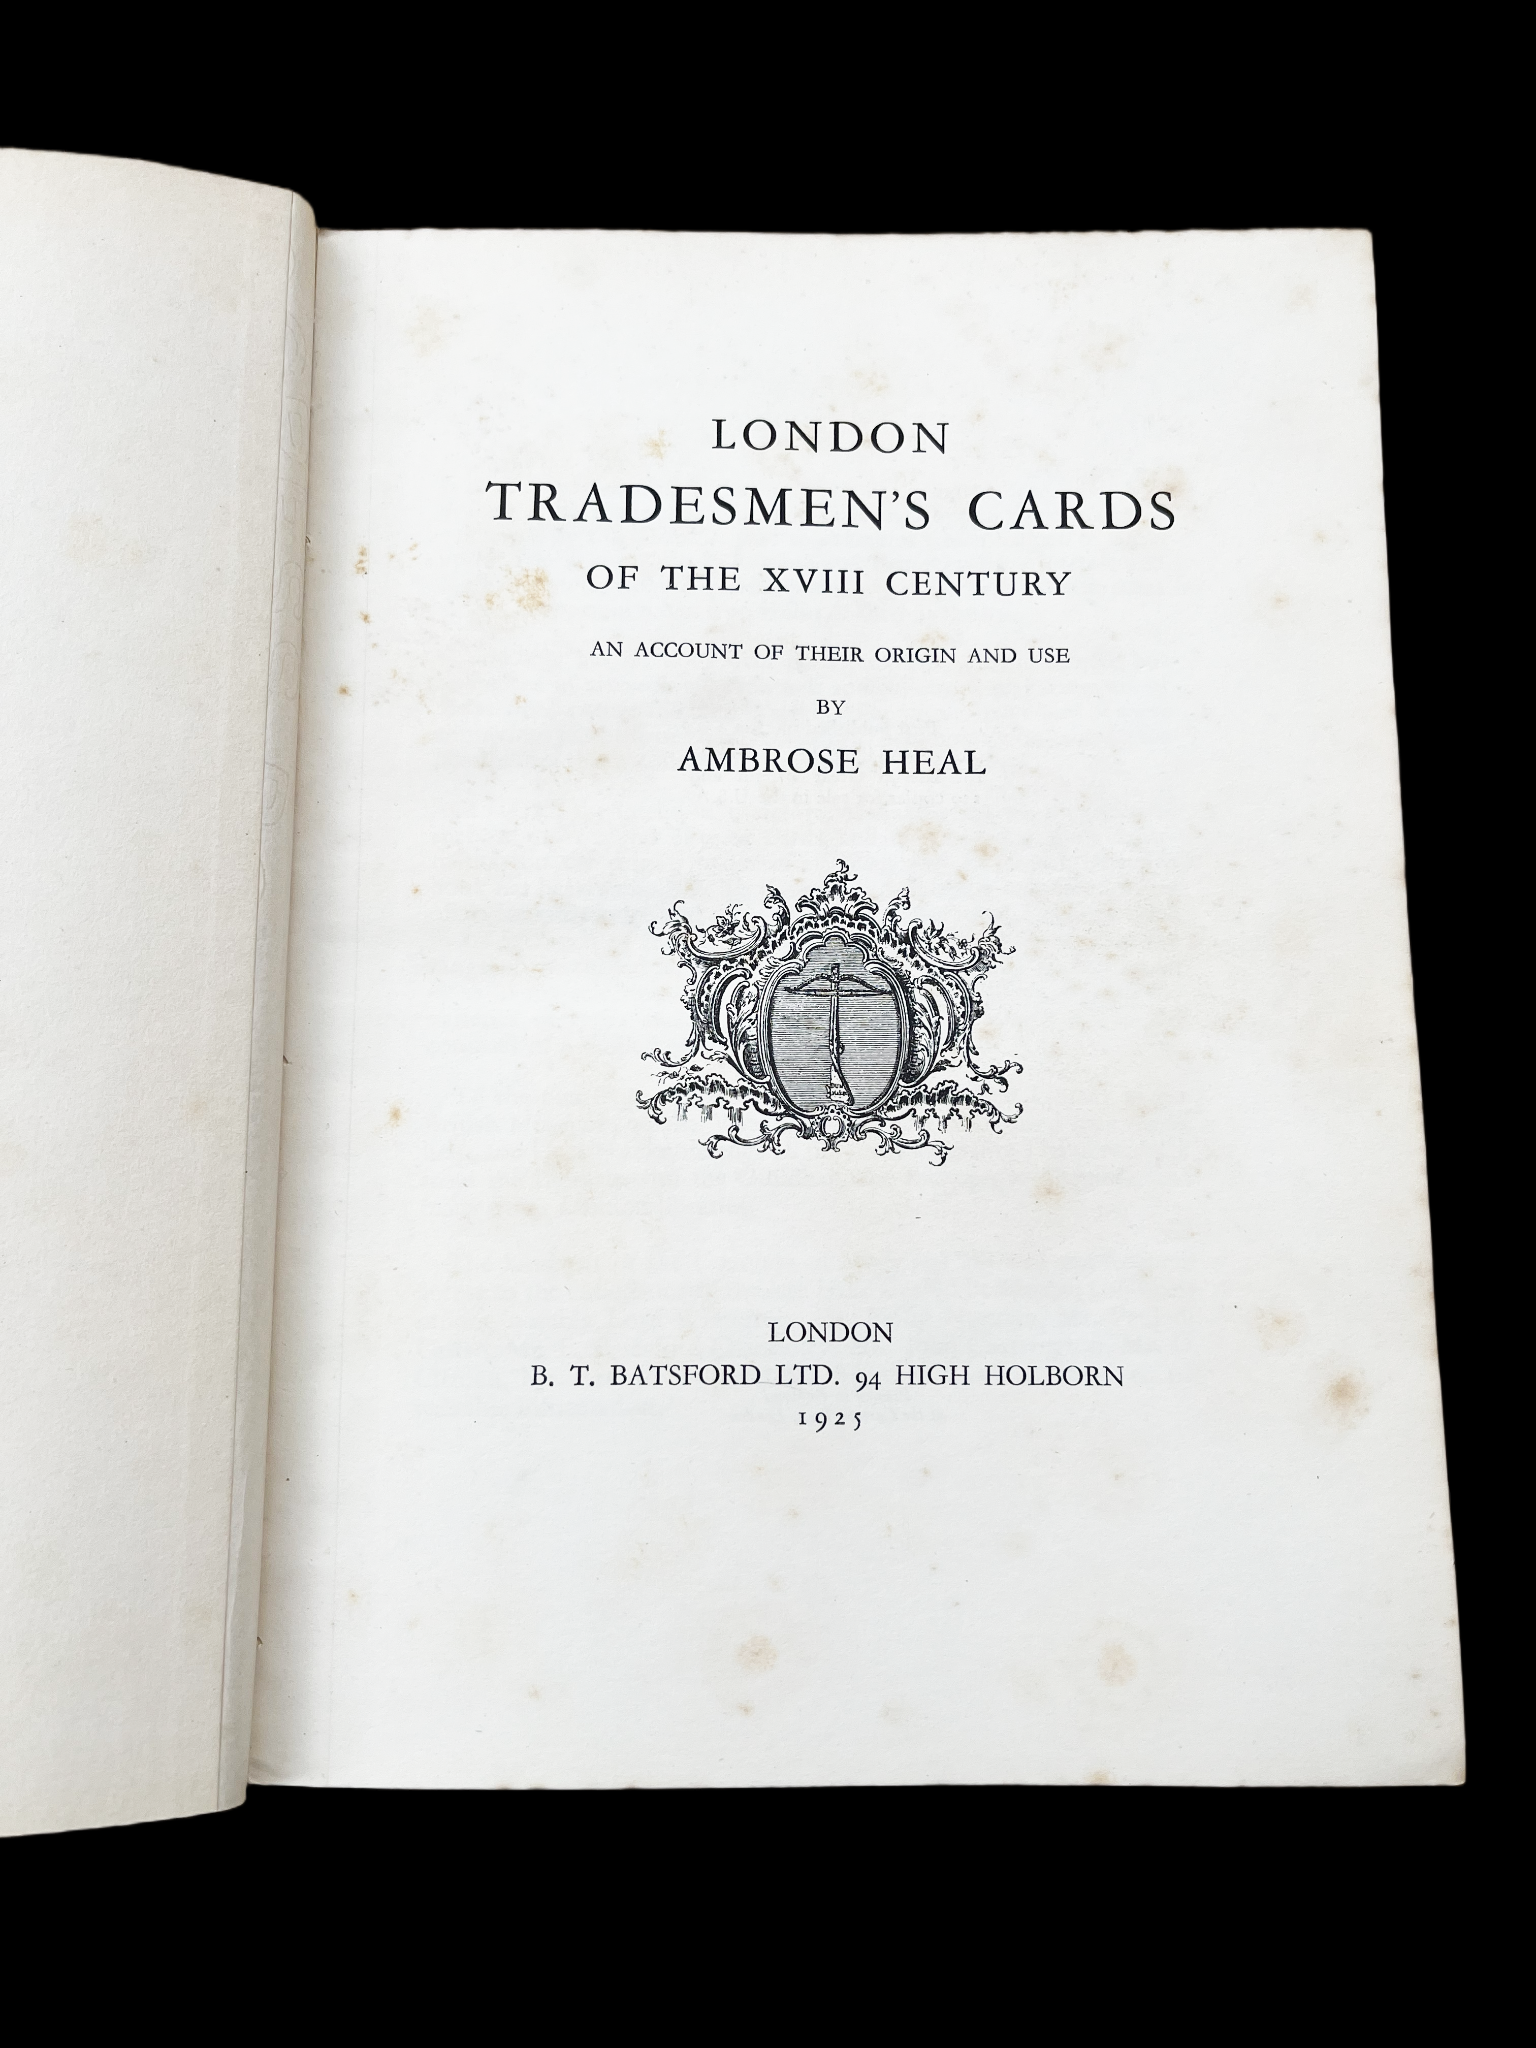 LONDON
TRADESMEN'S CARDS
OF THE XVIII CENTURY
AN ACCOUNT OF THEIR ORIGIN AND USE
BY
AMBROSE HEAL
LONDON
B. T. BATSFORD LTD. 94 HIGH HOLBORN
1925